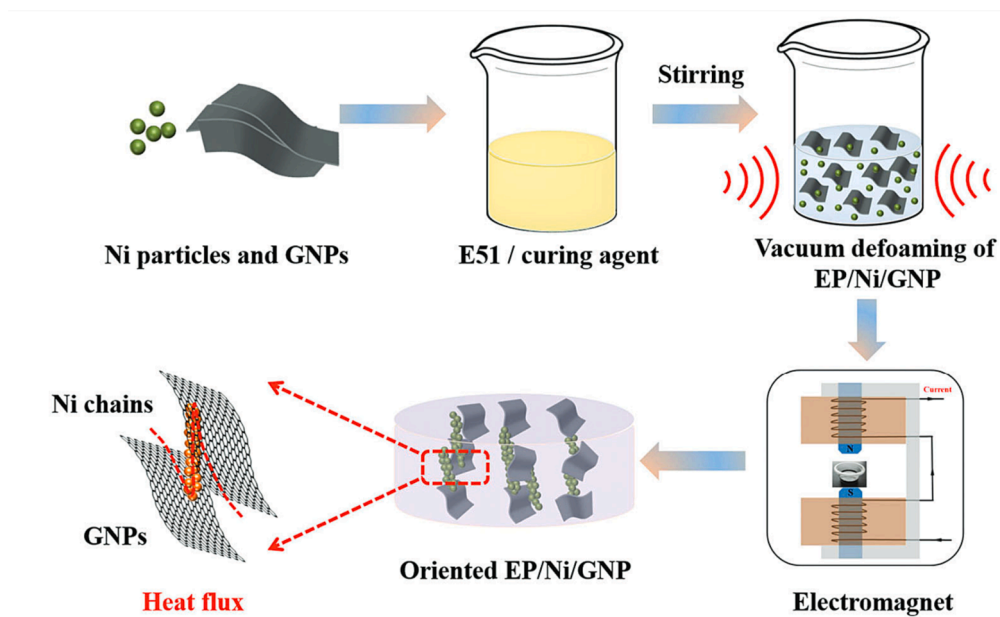 Stirring
Ni particles and GNPs
E51 / curing agent
Vacuum defoaming of
EP/Ni/GNP
Current
N
S
Electromagnet
Oriented EP/Ni/GNP
Ni chains
GNPs
Heat flux